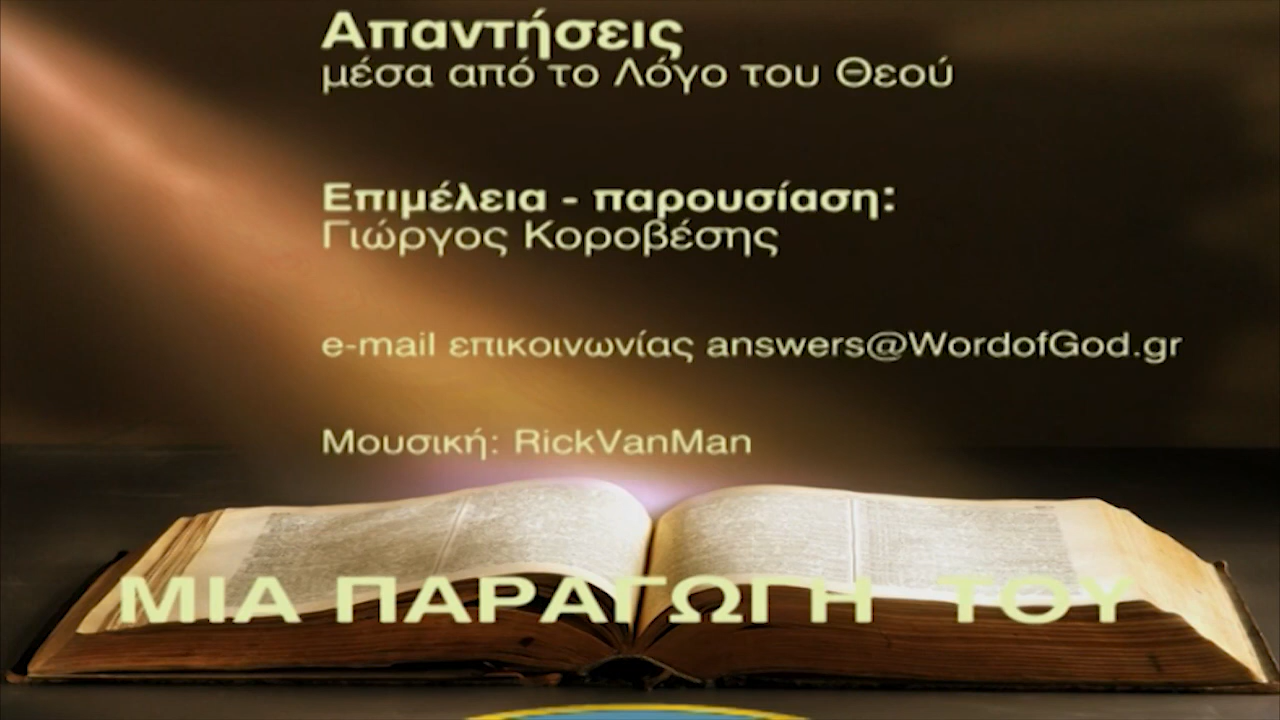 Απαντήσεις
μέσα από το Λόγο του Θεού
Επιμέλεια - παρουσίαση:
Γιώργος Κοροβέσης
e-mail επικοινωνίας answers@WordofGod.gr
Μουσική: RickVanMan
ΜΙΑ ΠΑΡΑΓΩΓΗ ΤΟΥ